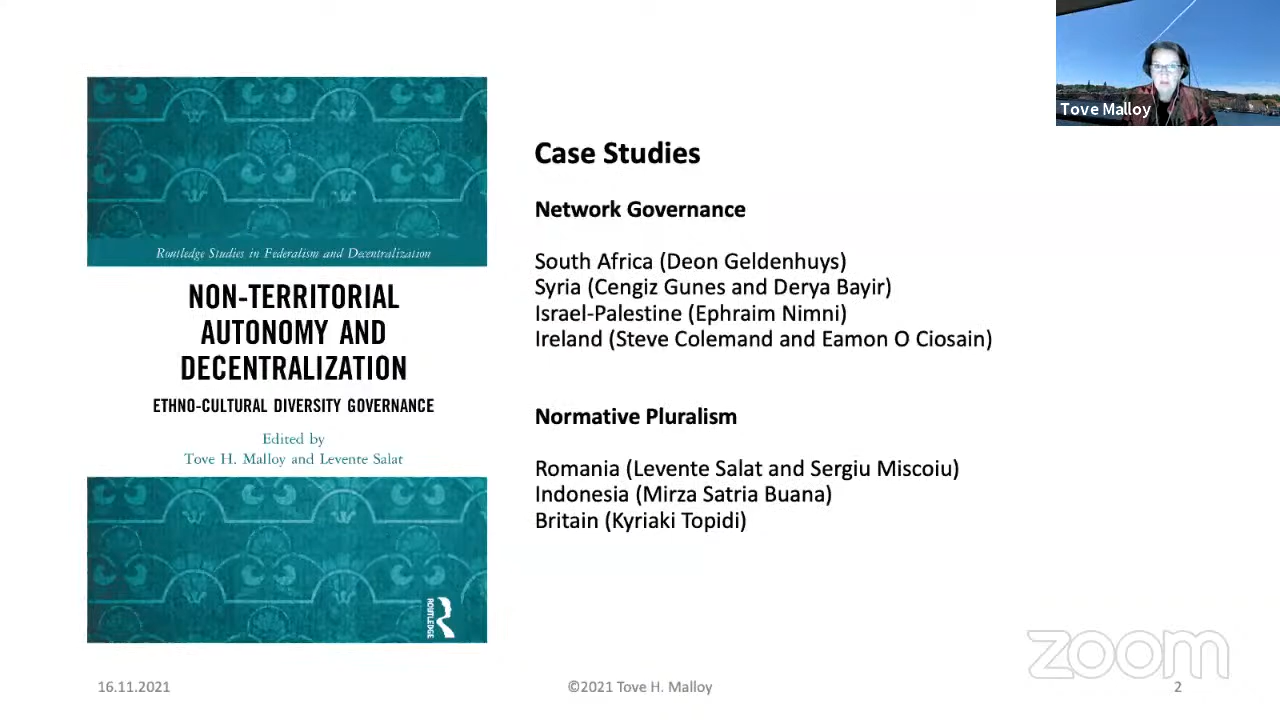 Tove Malloy
Routledge Studies in Federalism and Decentralization
NON-TERRITORIAL
AUTONOMY AND
DECENTRALIZATION
ETHNO-CULTURAL DIVERSITY GOVERNANCE
Edited by
Tove H. Malloy and Levente Salat
ROUTLEDGE
Case Studies
Network Governance
South Africa (Deon Geldenhuys)
Syria (Cengiz Gunes and Derya Bayir)
Israel-Palestine (Ephraim Nimni)
Ireland (Steve Colemand and Eamon O Ciosain)
Normative Pluralism
Romania (Levente Salat and Sergiu Miscoiu)
Indonesia (Mirza Satria Buana)
Britain (Kyriaki Topidi)
zoom
16.11.2021
©2021 Tove H. Malloy
2